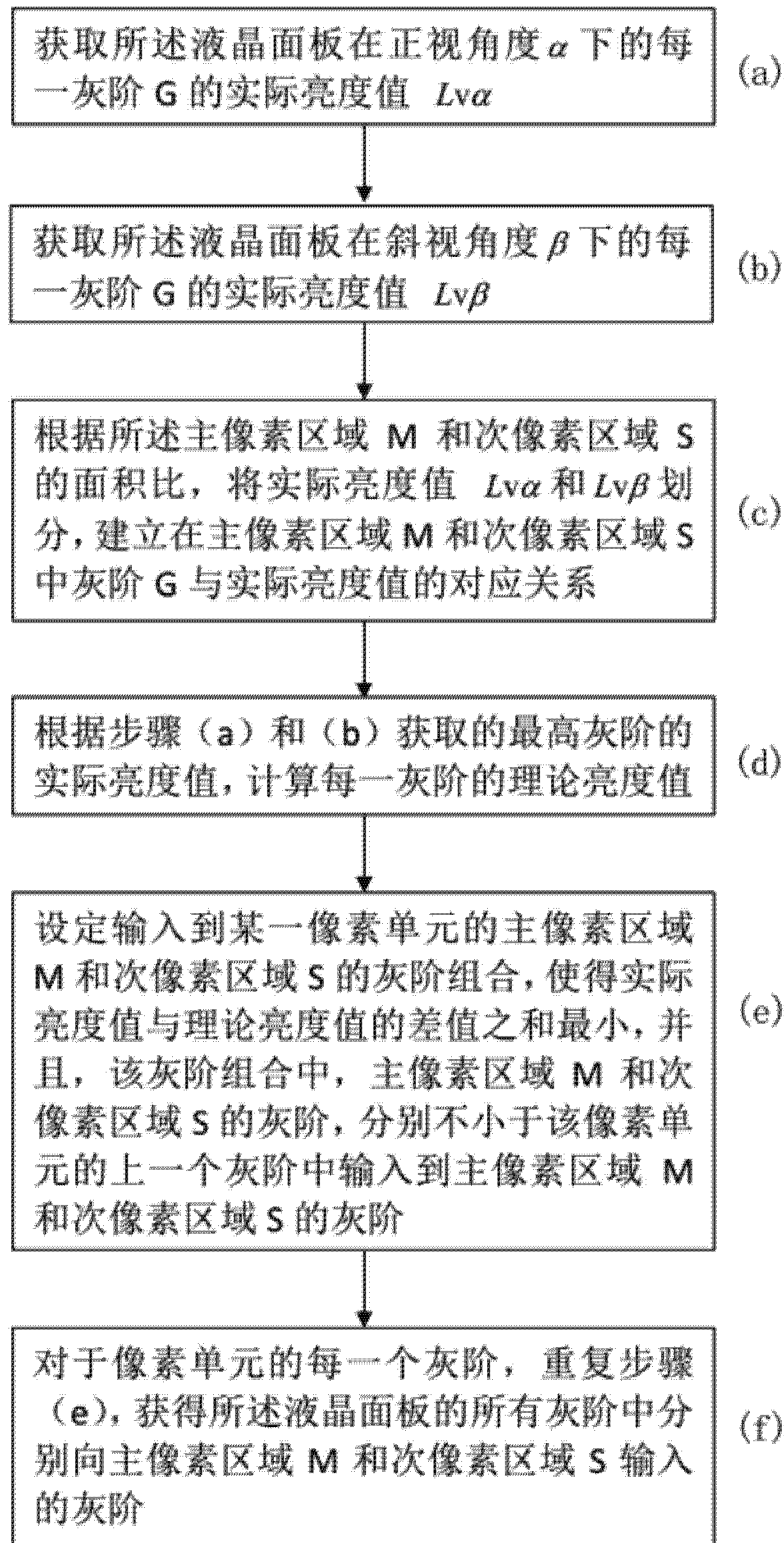 获取所述液晶面板在正视角度α下的每
一灰阶 G 的实际亮度值 Lvα
(a)
获取所述液晶面板在斜视角度β下的每
一灰阶 G 的实际亮度值 Lvβ
(b)
根据所述主像素区域 M 和次像素区域 S
的面积比，将实际亮度值 Lvα和Lvβ划
分，建立在主像素区域 M 和次像素区域 S
中灰阶 G 与实际亮度值的对应关系
(c)
根据步骤（a）和（b）获取的最高灰阶的
实际亮度值，计算每一灰阶的理论亮度值
(d)
设定输入到某一像素单元的主像素区域
M 和次像素区域 S 的灰阶组合，使得实际
亮度值与理论亮度值的差值之和最小，并
且，该灰阶组合中，主像素区域 M 和次
像素区域 S 的灰阶，分别不小于该像素单
元的上一个灰阶中输入到主像素区域 M
和次像素区域 S 的灰阶
(e)
对于像素单元的每一个灰阶，重复步骤
（e），获得所述液晶面板的所有灰阶中分
别向主像素区域 M 和次像素区域 S 输入
的灰阶
(f)